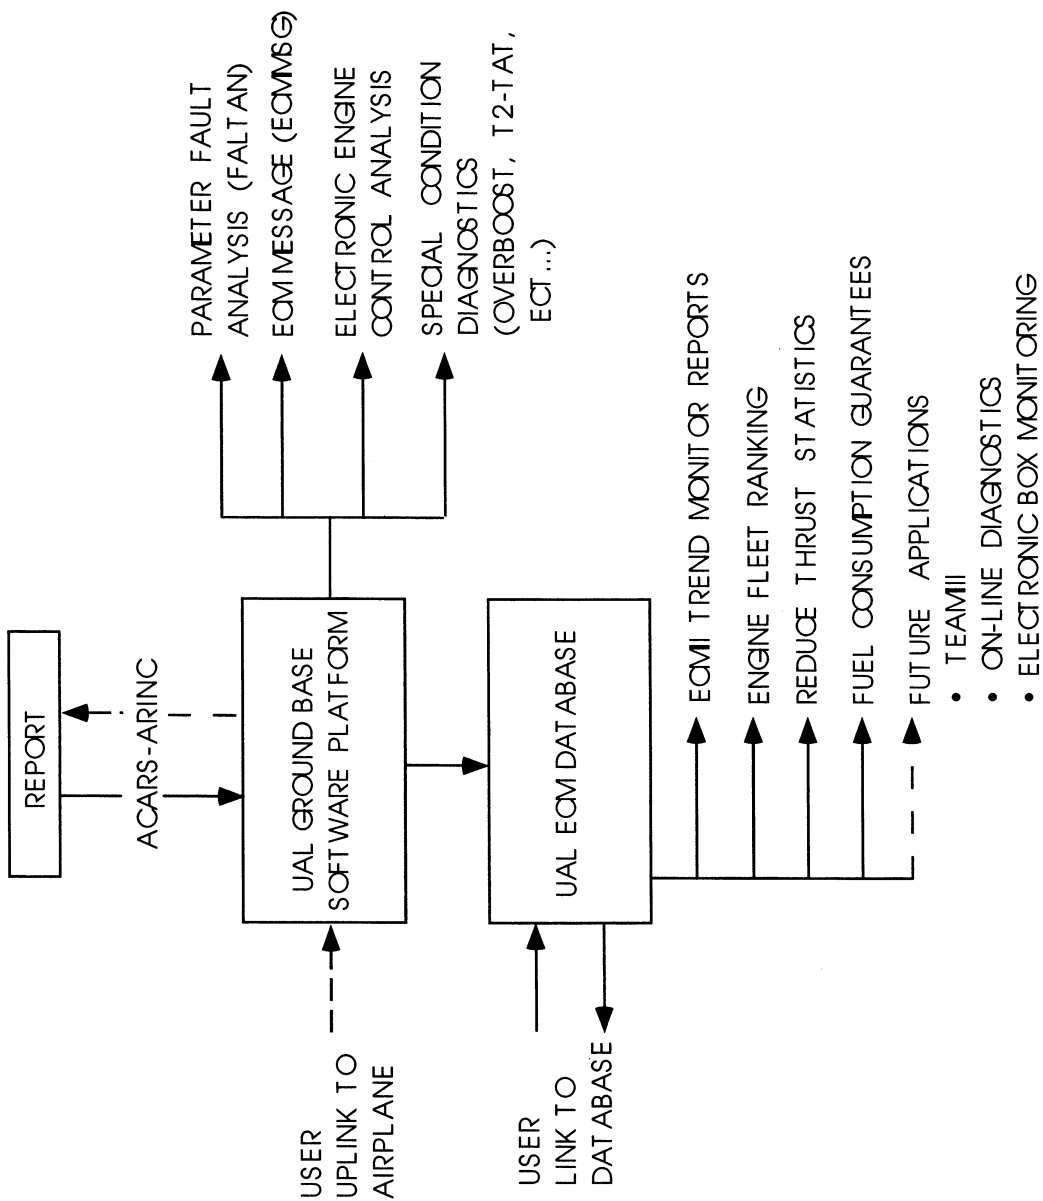 REPORT
ACARS-ARINC
UAL GROUND BASE
SOFTWARE PLATFORM
USER
UPLINK TO
AIRPLANE
PARAMETER FAULT
ANALYSIS (FALTAN)
ECM MESSAGE (ECMMSG)
ELECTRONIC ENGINE
CONTROL ANALYSIS
SPECIAL CONDITION
DIAGNOSTICS
(OVERBOOST, T2-TAT,
ECT...)
UAL ECM DATABASE
USER
LINK TO
DATABASE
ECMII TREND MONITOR REPORTS
ENGINE FLEET RANKING
REDUCE THRUST STATISTICS
FUEL CONSUMPTION GUARANTEES
FUTURE APPLICATIONS
• TEAMIII
• ON-LINE DIAGNOSTICS
• ELECTRONIC BOX MONITORING